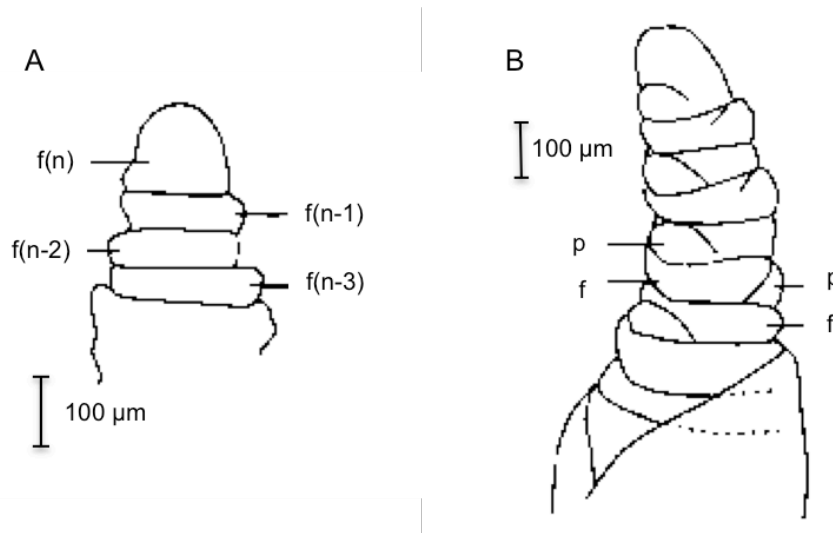 A
f(n)
f(n-1)
f(n-2)
f(n-3)
100 µm
B
100 µm
p
f
p
f